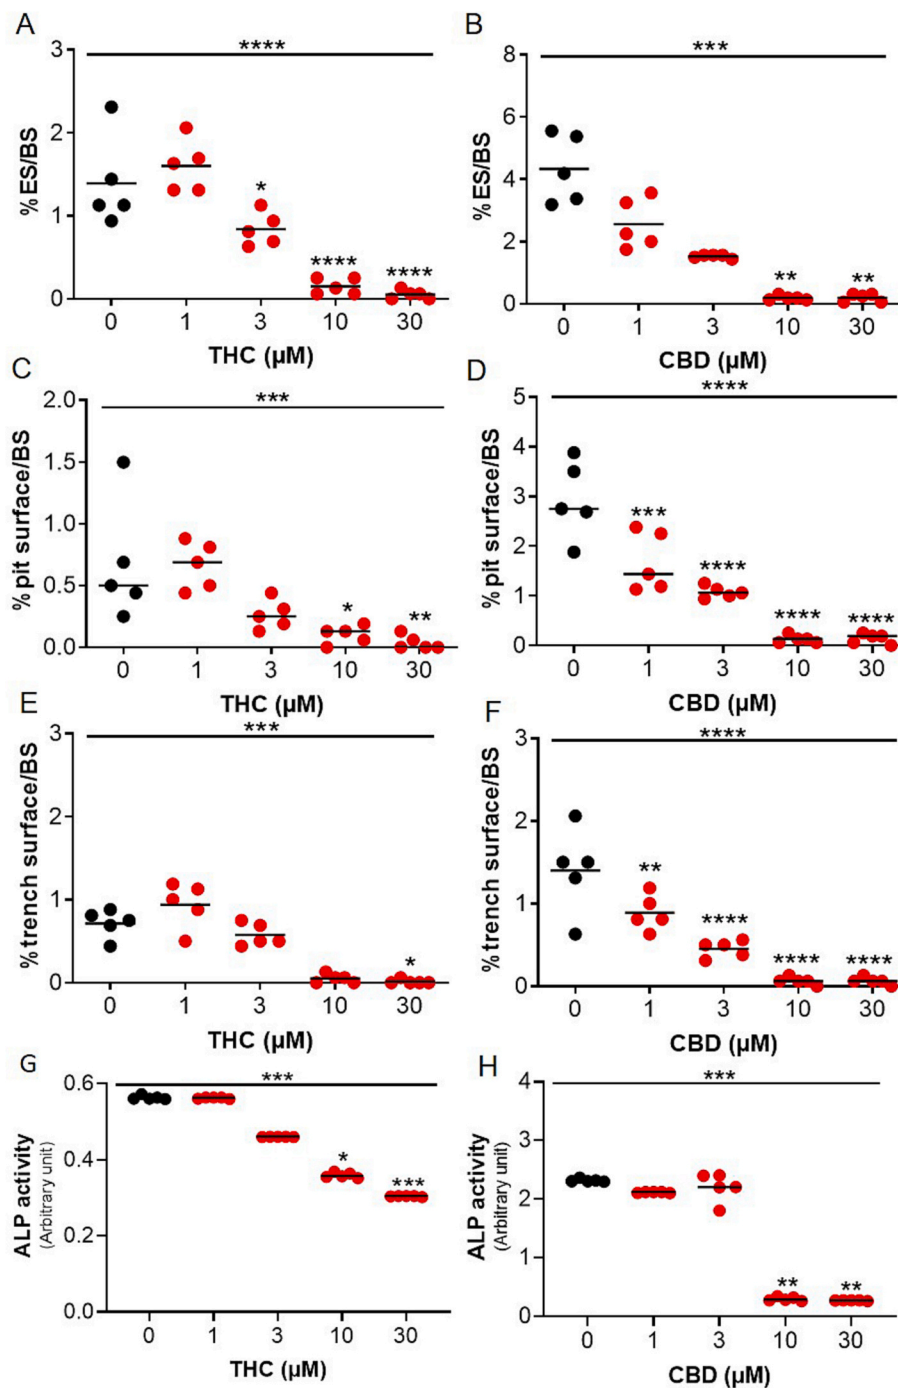 A
****
3
2
1
0
%ES/BS
*
****
****
0 1 3 10 30
THC (µM)
B
***
8
6
4
2
0
%ES/BS
**
**
0 1 3 10 30
CBD (µM)
C
***
2.0
1.5
1.0
0.5
0.0
%pit surface/BS
*
**
0 1 3 10 30
THC (µM)
D
****
5
4
3
2
1
0
%pit surface/BS
***
****
****
****
0 1 3 10 30
CBD (µM)
E
***
3
2
1
0
%trench surface/BS
*
0 1 3 10 30
THC (µM)
F
****
3
2
1
0
%trench surface/BS
**
****
****
****
0 1 3 10 30
CBD (µM)
G
***
0.6
0.4
0.2
0.0
ALP activity
(Arbitrary unit)
*
***
0 1 3 10 30
THC (µM)
H
***
4
3
2
1
0
ALP activity
(Arbitrary unit)
**
**
0 1 3 10 30
CBD (µM)